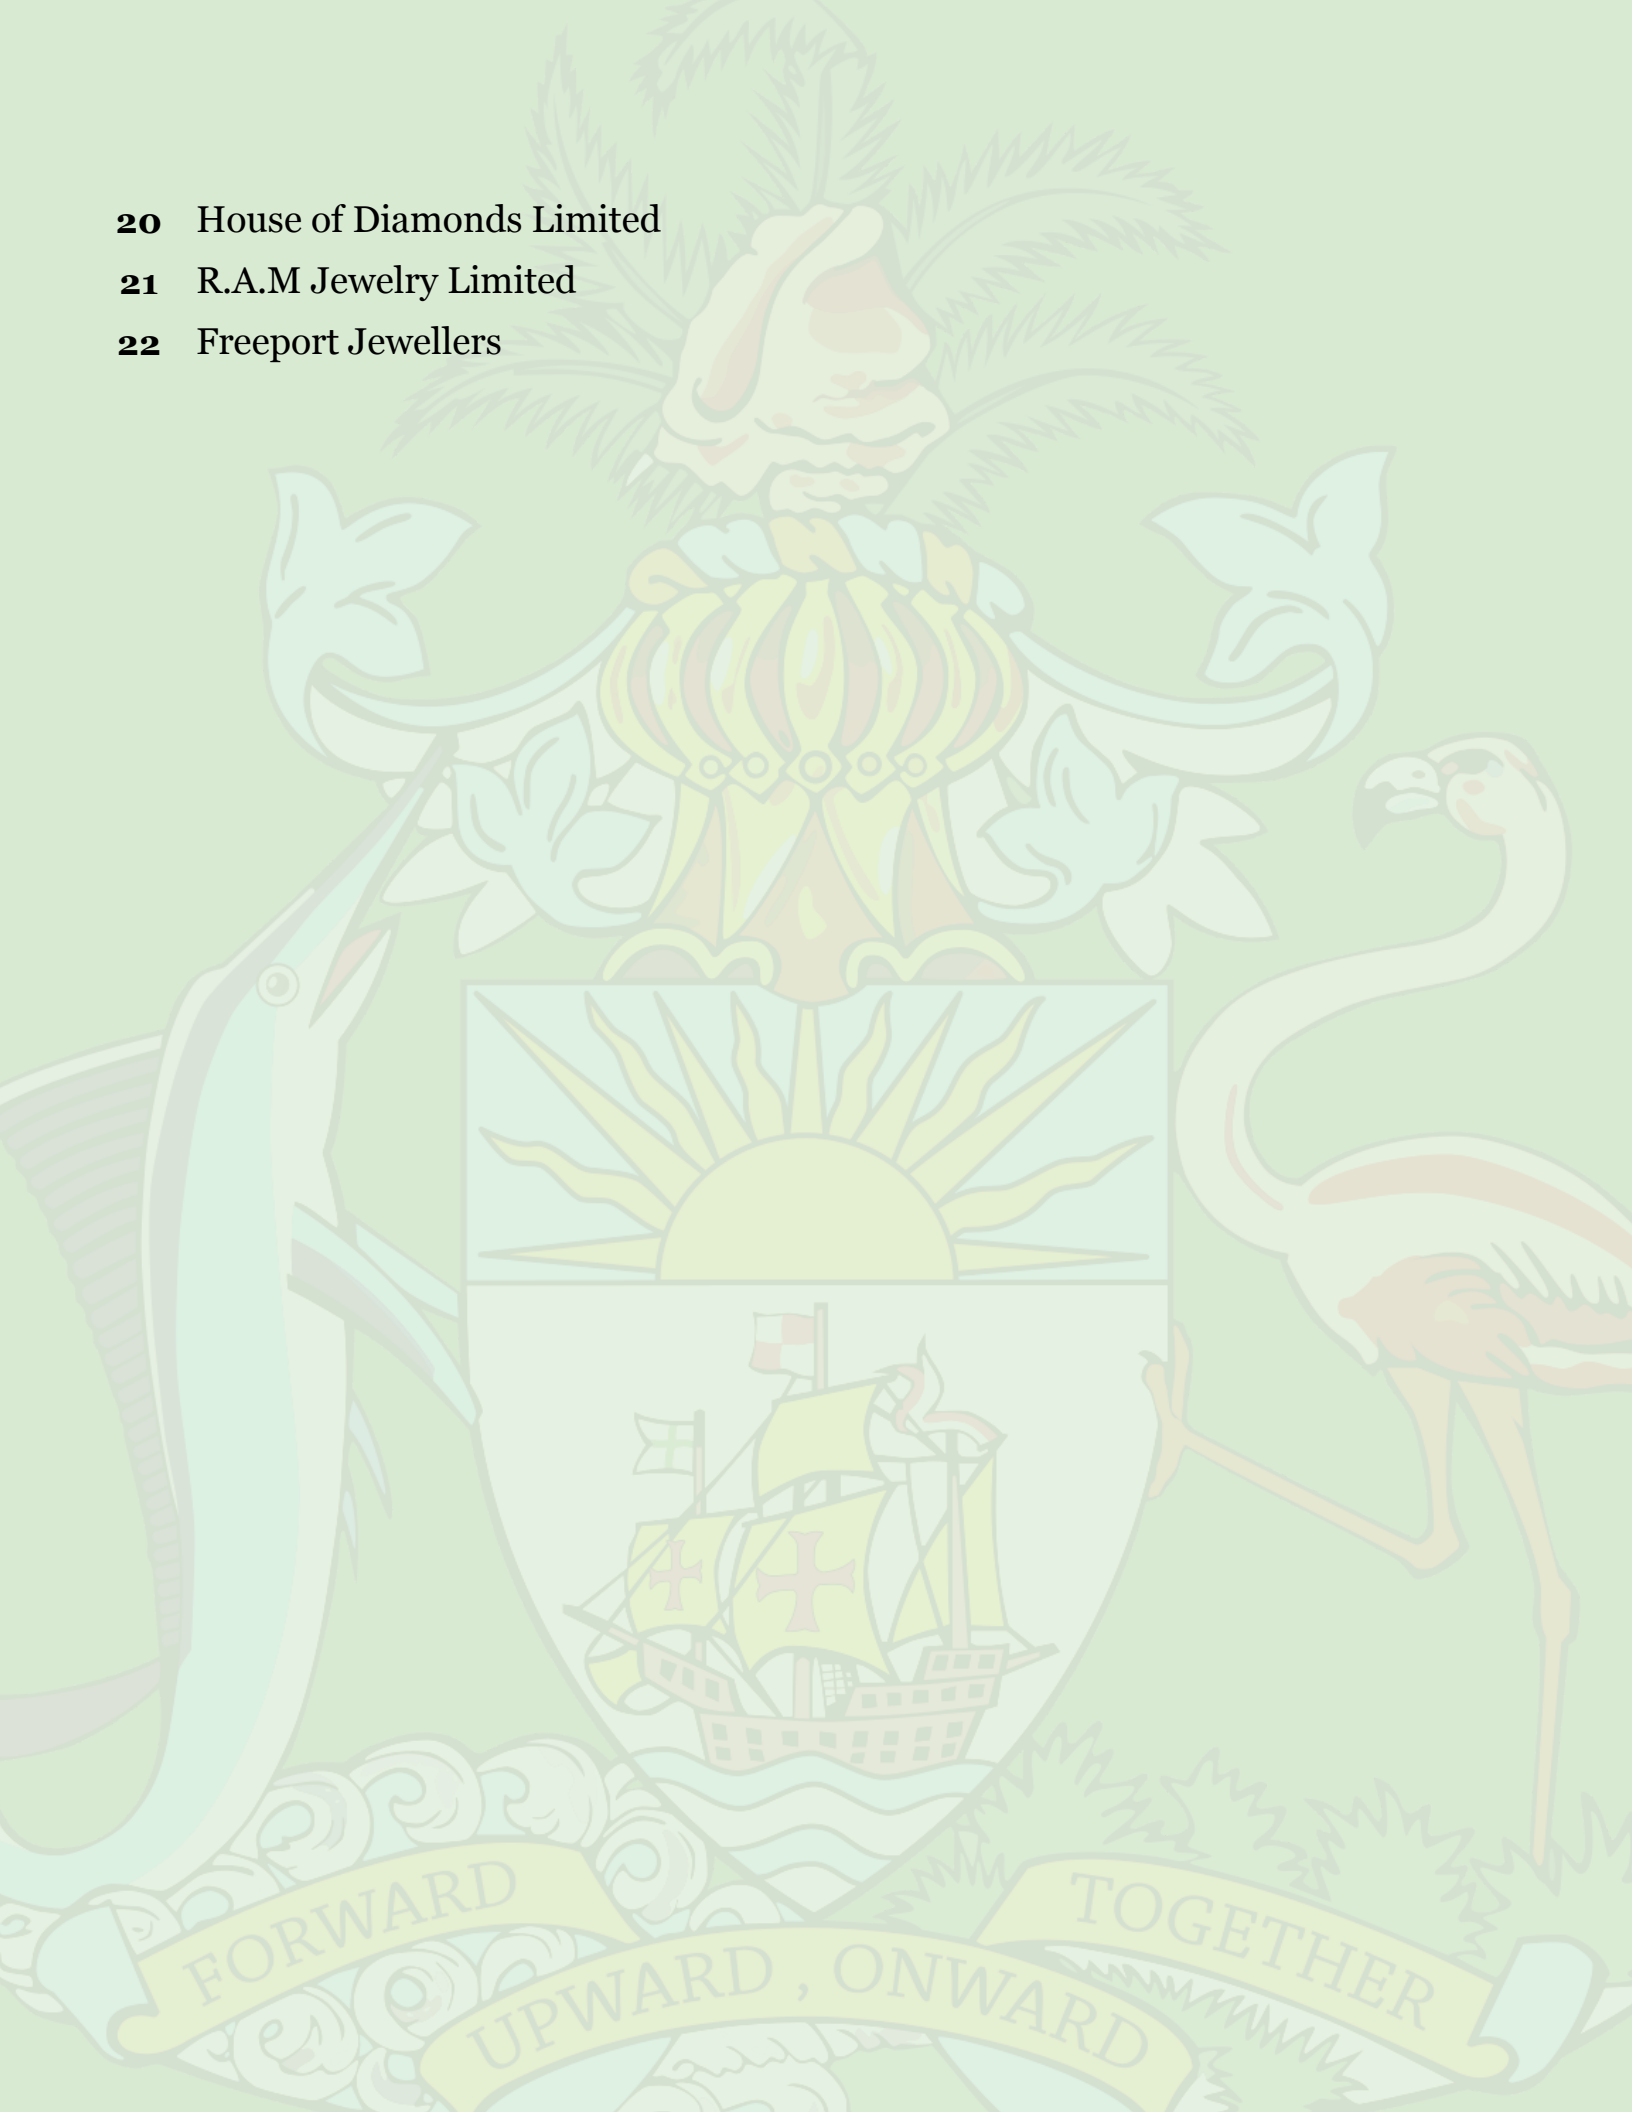 20 House of Diamonds Limited
21 R.A.M Jewelry Limited
22 Freeport Jewellers
FORWARD
UPWARD , ONWARD
TOGETHER